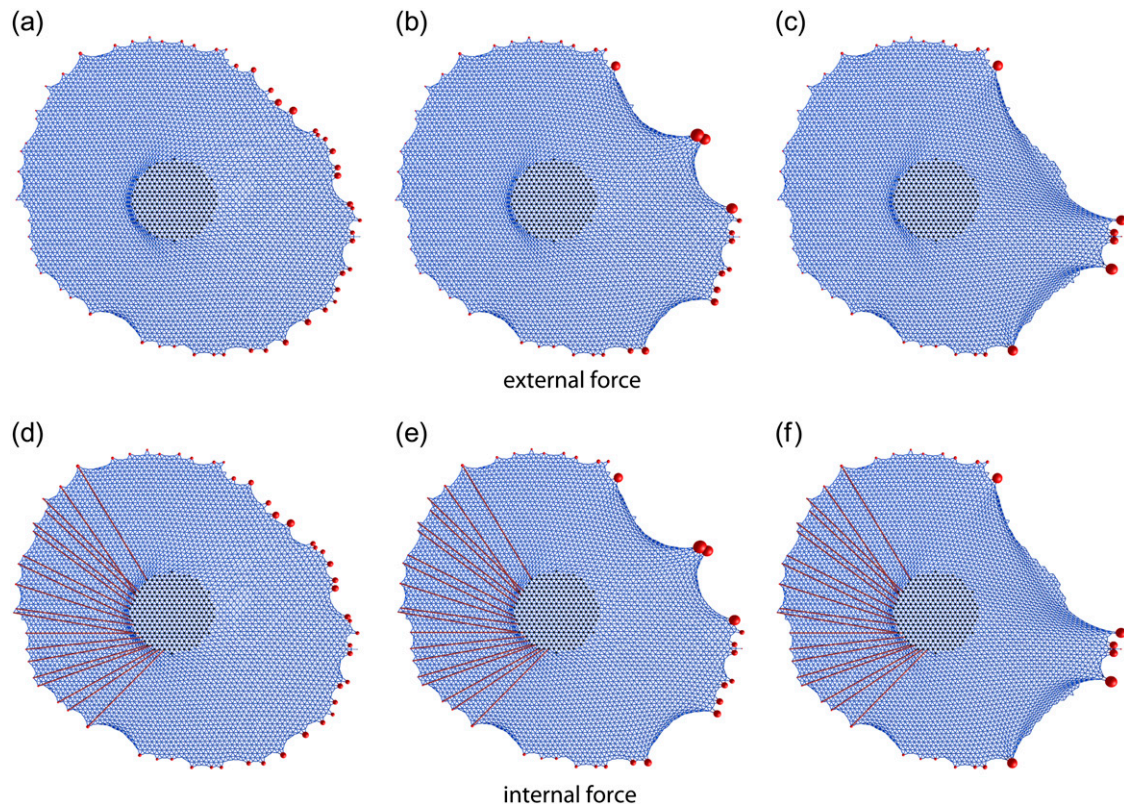 (a) (b) (c)
external force
(d) (e) (f)
internal force